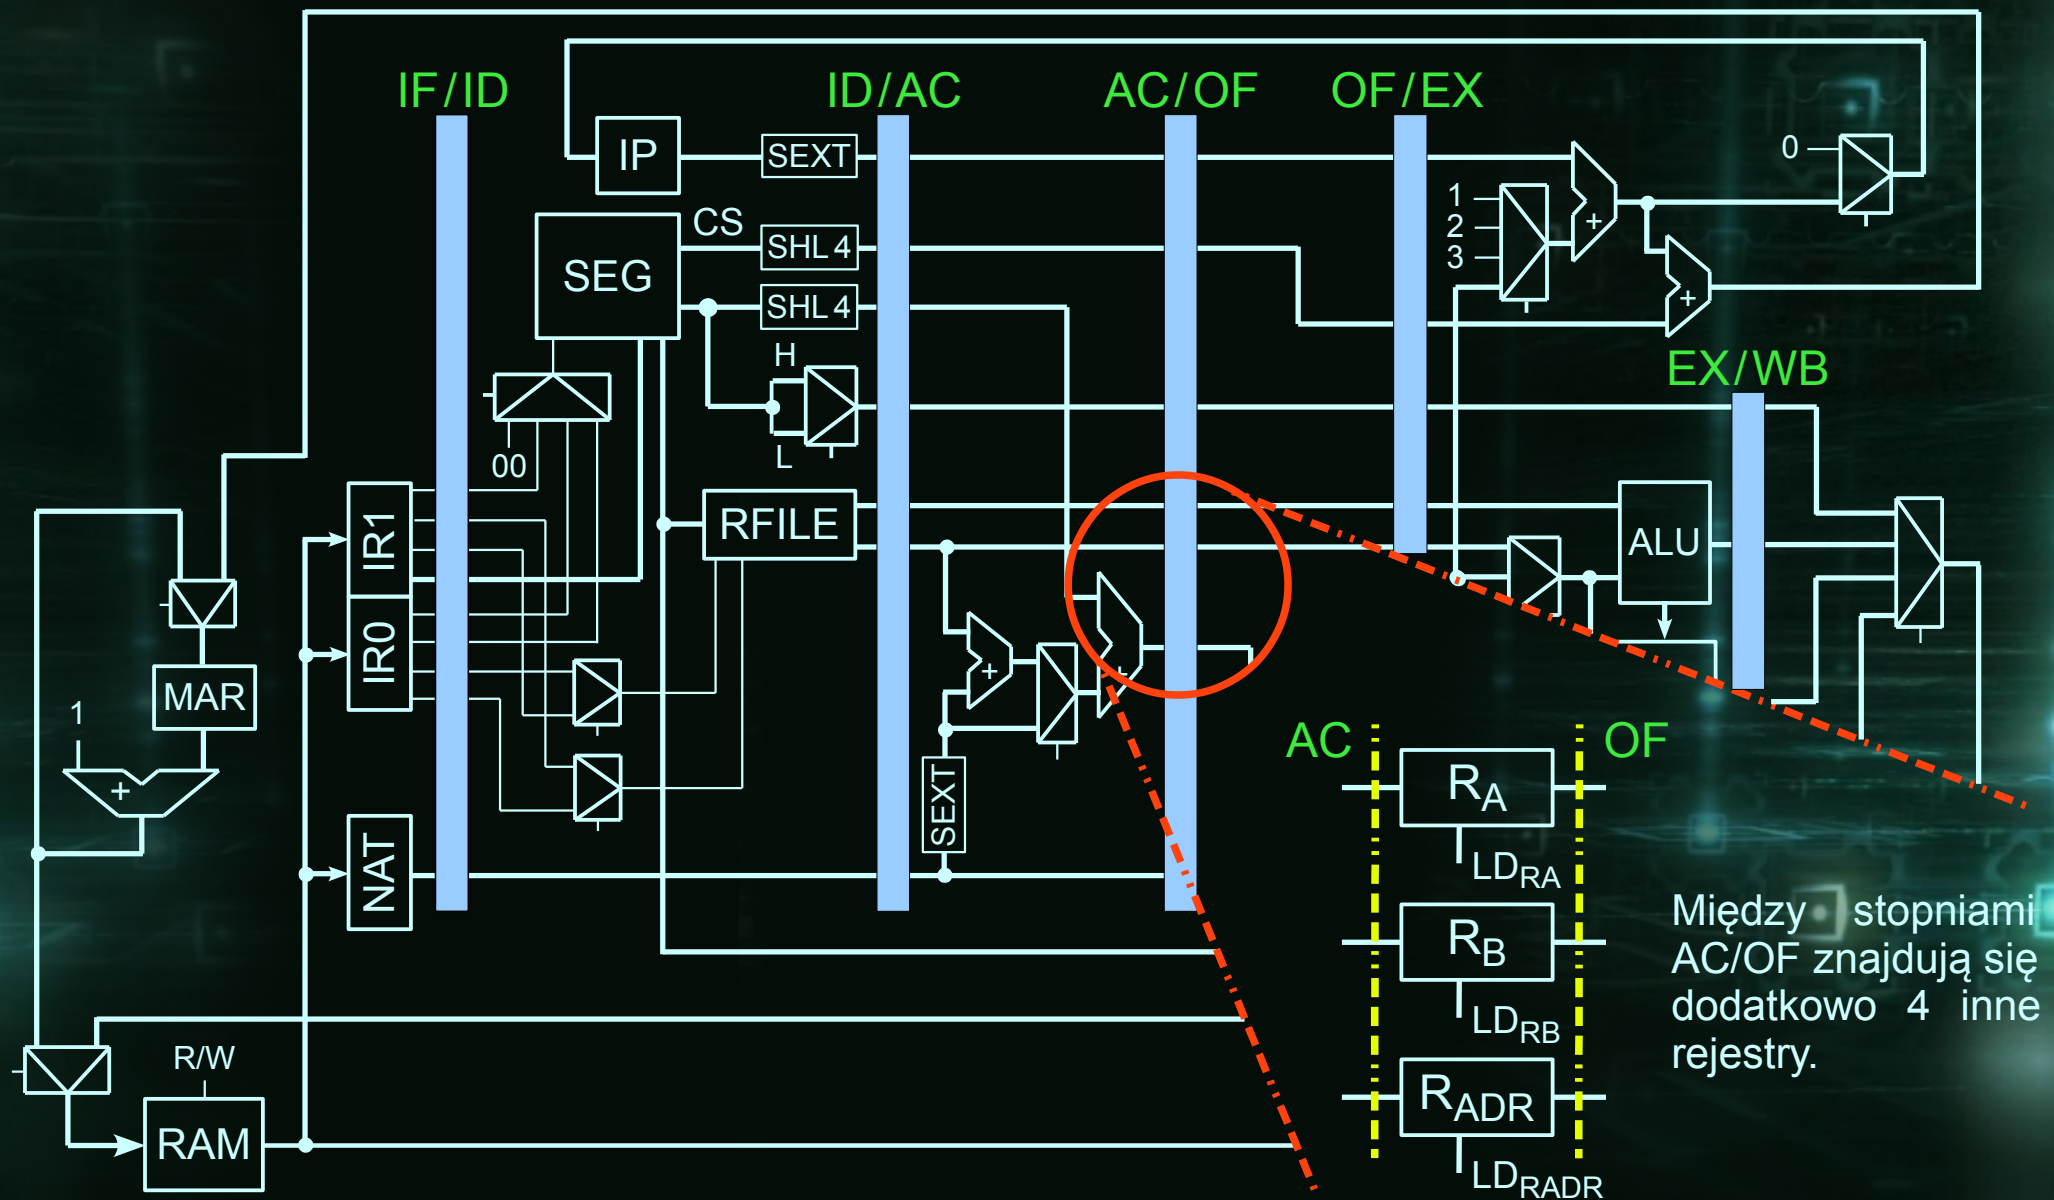 IF/ID
ID/AC
AC/OF
OF/EX
IP
SEXT
0
CS
SHL 4
SEG
SHL 4
1
2
3
+
+
H
L
EX/WB
00
IR1
RFILE
ALU
IR0
MAR
1
+
+
+
SEXT
NAT
AC
OF
RA
LDRA
RB
LDRB
RADR
LDRADR
Między stopniami
AC/OF znajdują się
dodatkowo 4 inne
rejestry.
R/W
RAM